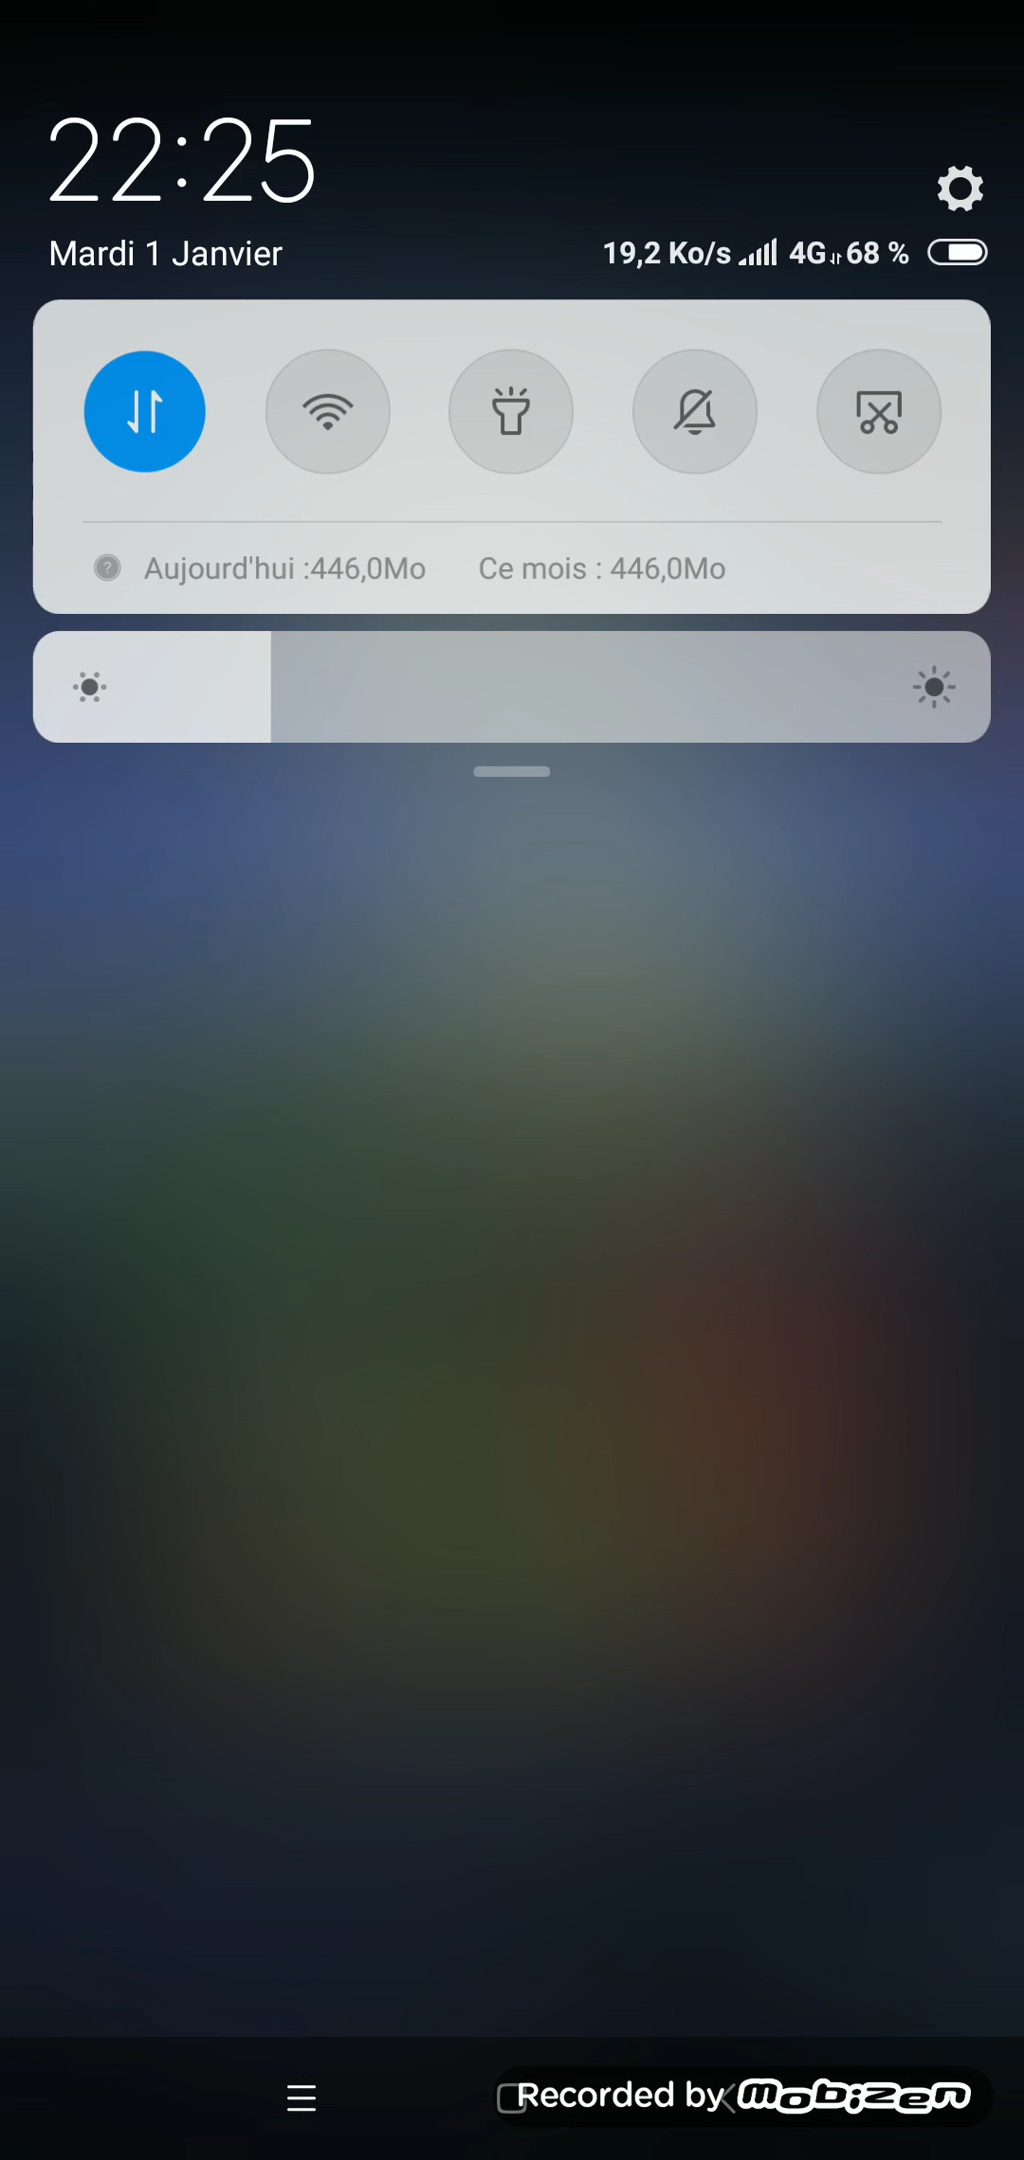 22:25
Mardi 1 Janvier
19,2 Ko/s 4G 68 %
Aujourd'hui :446,0Mo Ce mois : 446,0Mo
Recorded by mobizen